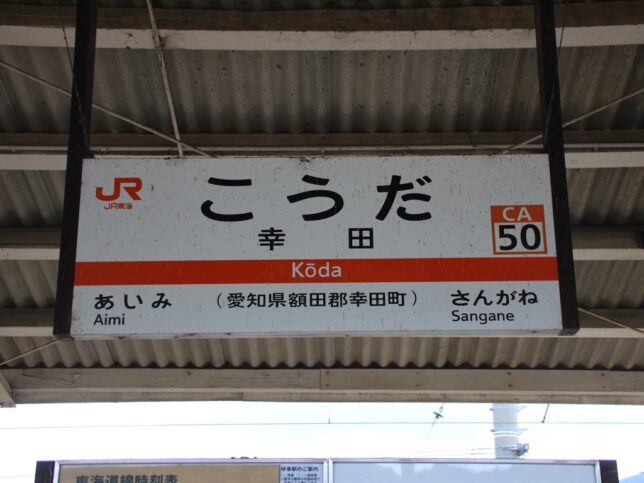 JR
JR東海
こうだ
幸田
CA
50
Kōda
あいみ
Aimi
(愛知県額田郡幸田町)
さんがね
Sangane
東海道線時刻表